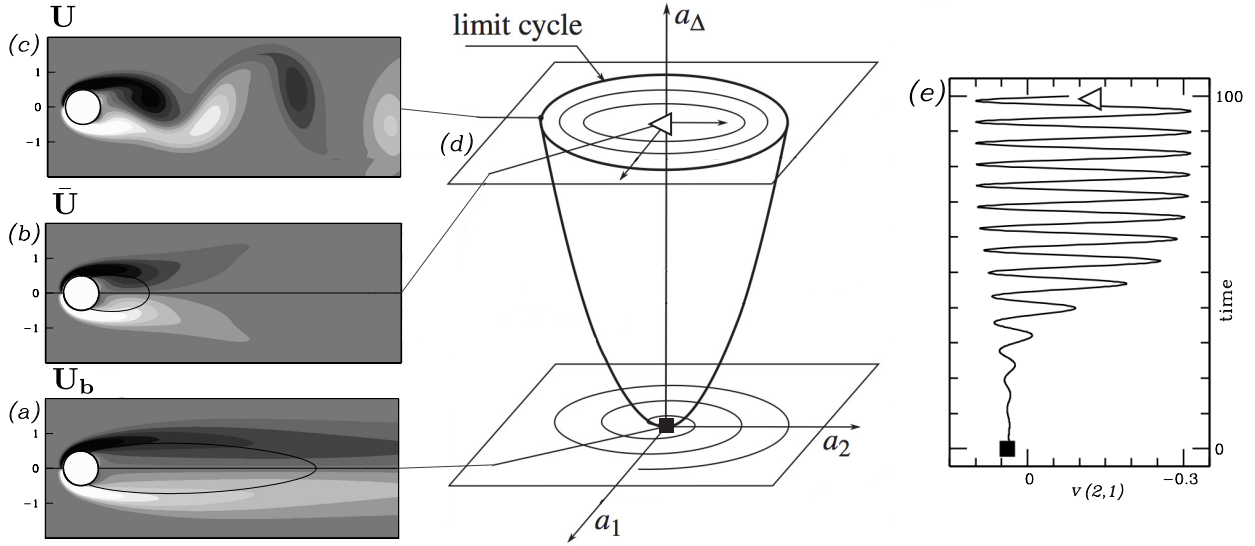 U
(c)
1
0
−1
Ū
(b)
1
0
−1
U_b
(a)
1
0
−1
limit cycle
a_Δ
(d)
a_2
a_1
(e)
100
time
0
0
−0.3
v (2,1)